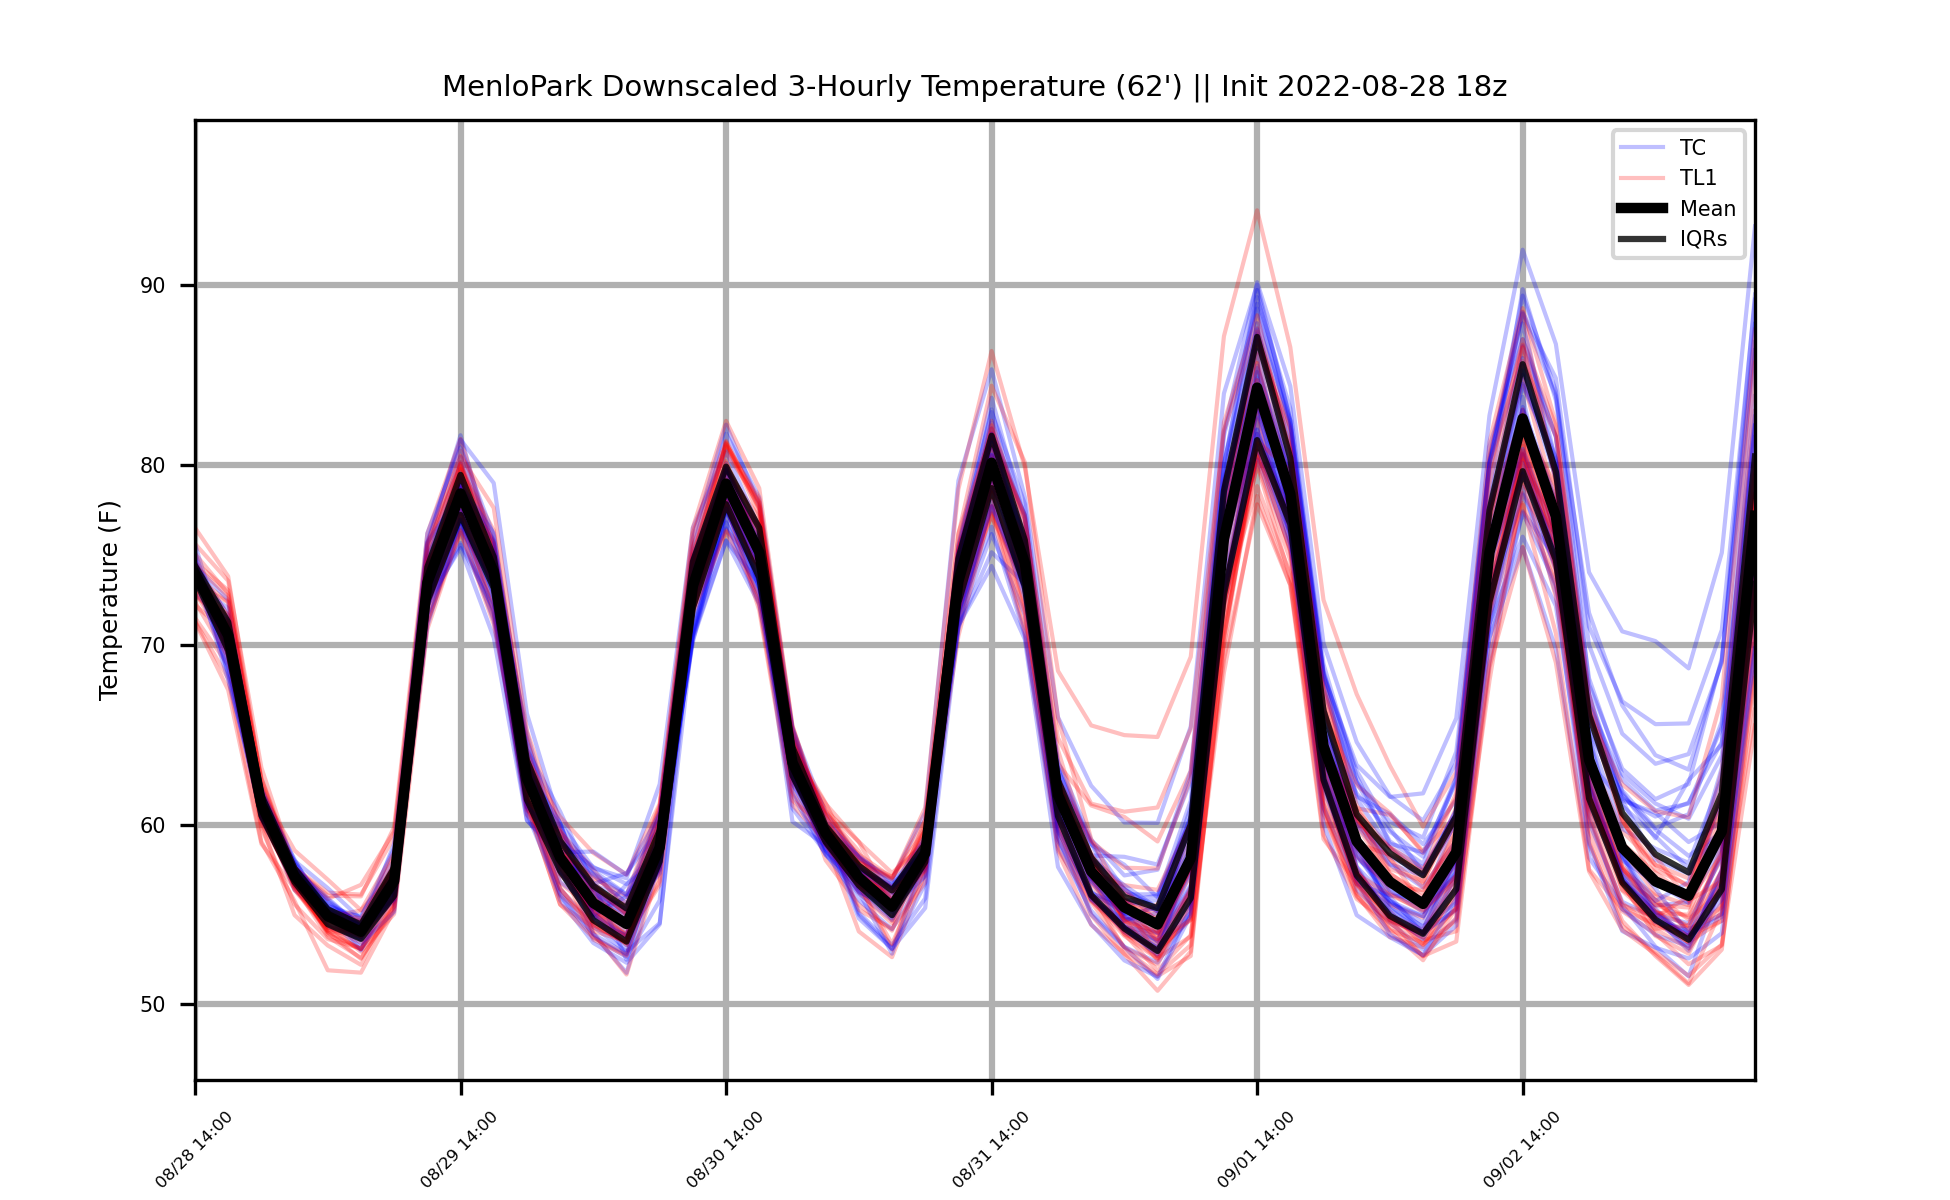 MenloPark Downscaled 3-Hourly Temperature (62') || Init 2022-08-28 18z
TC
TL1
Mean
IQRs
Temperature (F)
90
80
70
60
50
08/28 14:00
08/29 14:00
08/30 14:00
08/31 14:00
09/01 14:00
09/02 14:00